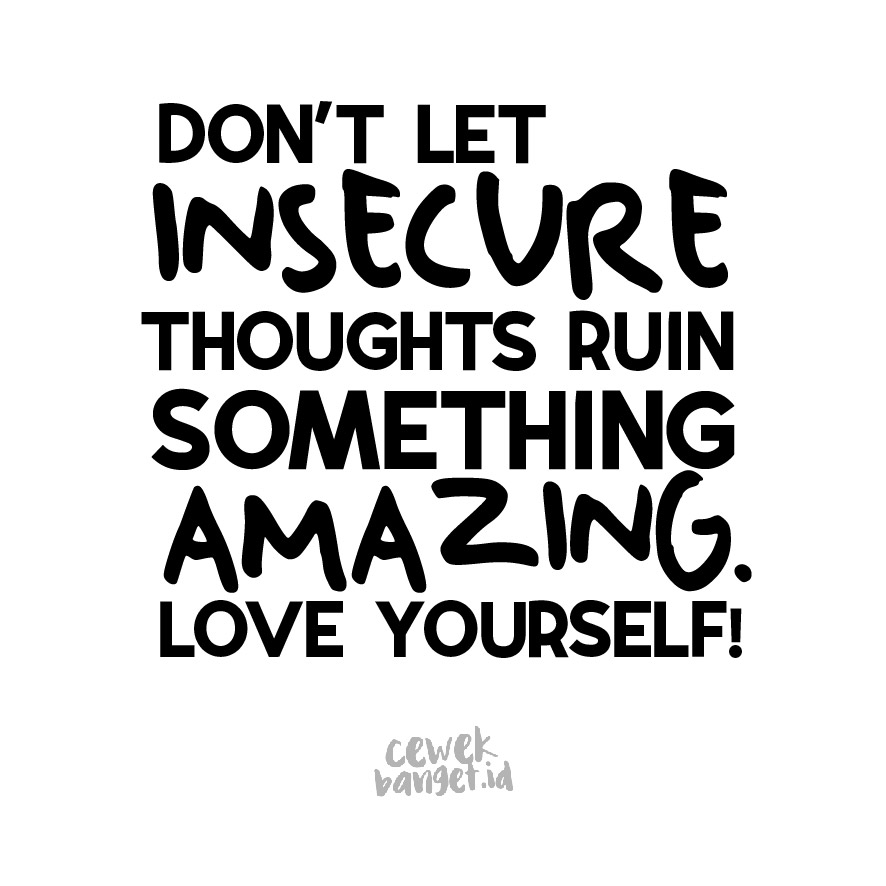 DON'T LET
INSECURE
THOUGHTS RUIN
SOMETHING
AMAZING.
LOVE YOURSELF!
cewek
banget.id